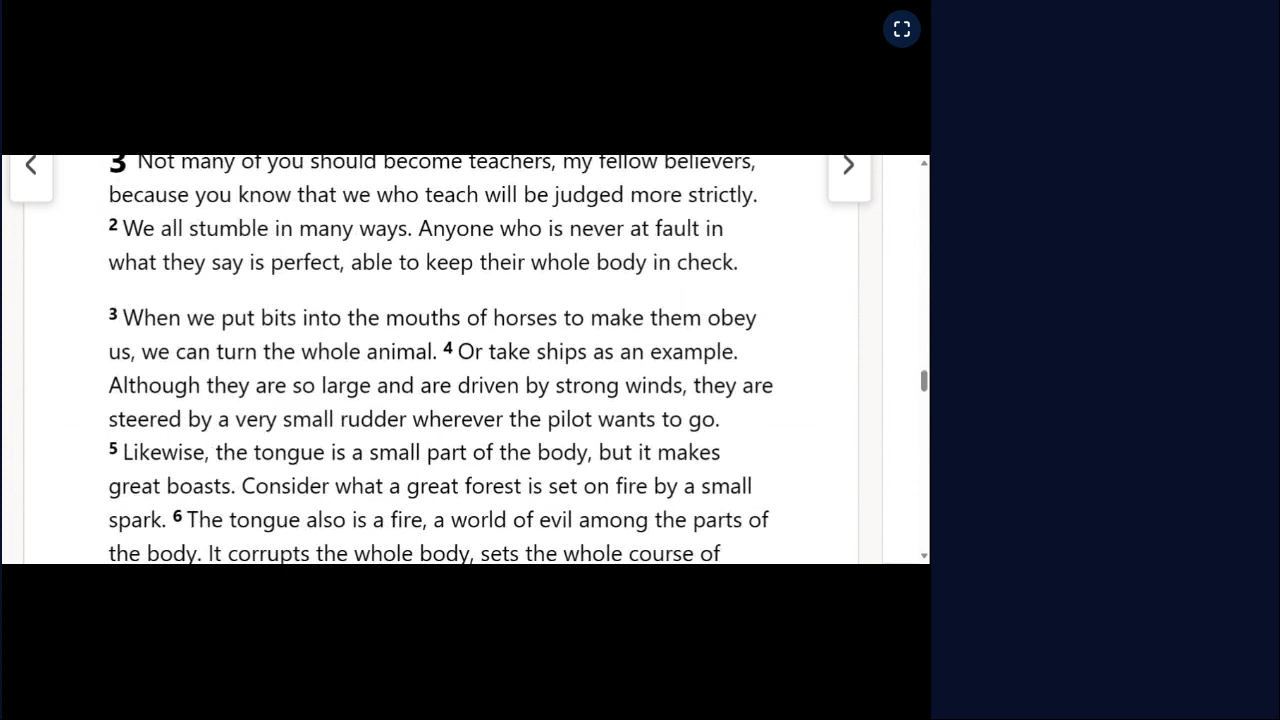 3 Not many of you should become teachers, my fellow believers,
because you know that we who teach will be judged more strictly.
2 We all stumble in many ways. Anyone who is never at fault in
what they say is perfect, able to keep their whole body in check.
3 When we put bits into the mouths of horses to make them obey
us, we can turn the whole animal. 4 Or take ships as an example.
Although they are so large and are driven by strong winds, they are
steered by a very small rudder wherever the pilot wants to go.
5 Likewise, the tongue is a small part of the body, but it makes
great boasts. Consider what a great forest is set on fire by a small
spark. 6 The tongue also is a fire, a world of evil among the parts of
the body. It corrupts the whole body, sets the whole course of